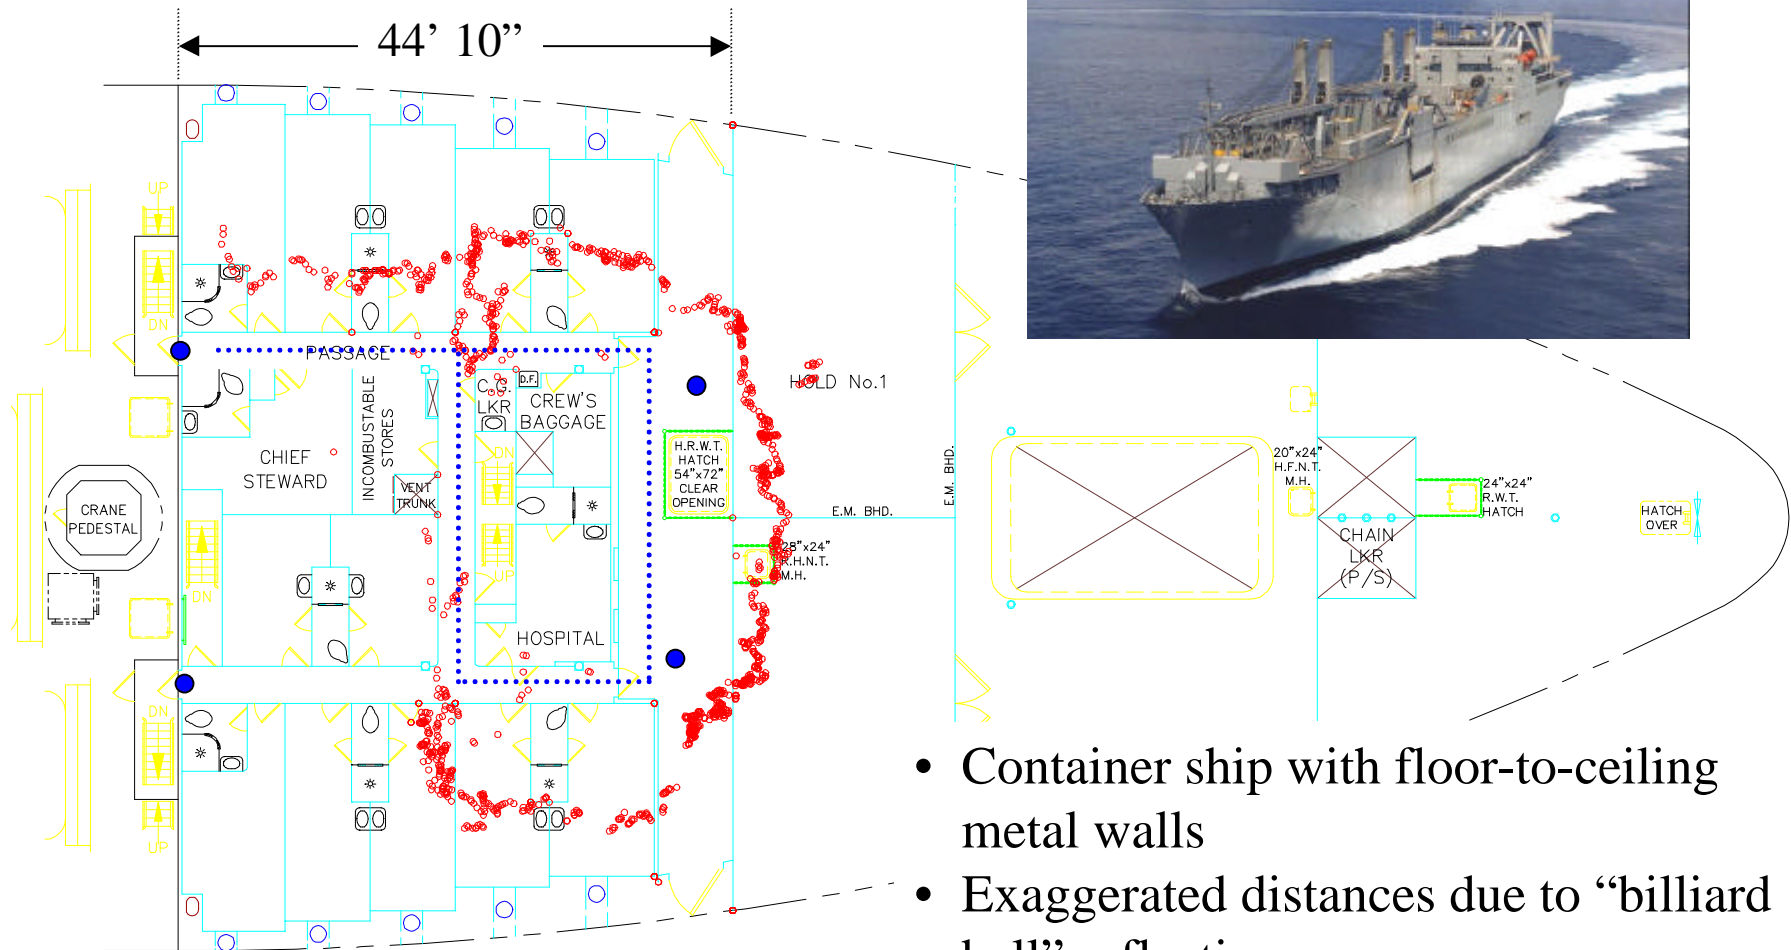 44’ 10”
UP
DN
PASSAGE
HOLD No.1
C.G.
LKR
D.F.
CREW'S
BAGGAGE
INCOMBUSTABLE
STORES
CHIEF
STEWARD
VENT
TRUNK
DN
UP
H.R.W.T.
HATCH
54"x72"
CLEAR
OPENING
E.M. BHD.
E.M. BHD.
20"x24"
H.F.N.T.
M.H.
24"x24"
R.W.T.
HATCH
HATCH
OVER
CHAIN
LKR
(P/S)
CRANE
PEDESTAL
28"x24"
R.H.N.T.
M.H.
DN
HOSPITAL
DN
UP
• Container ship with floor-to-ceiling
metal walls
• Exaggerated distances due to “billiard